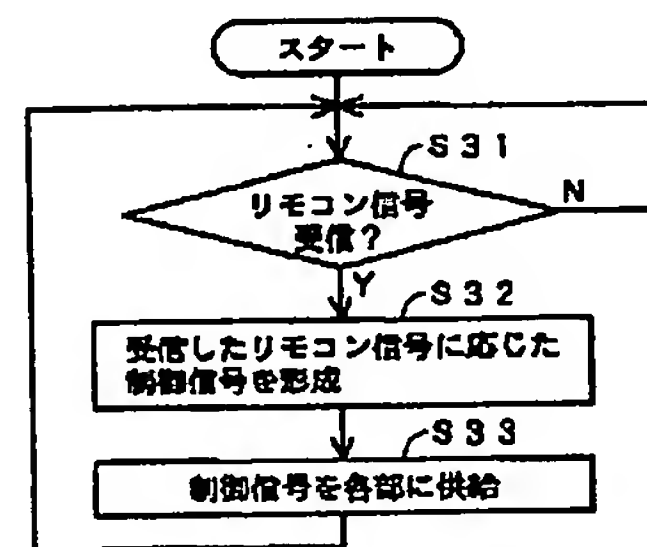 スタート
S31
リモコン信号
受信？
N
Y
S32
受信したリモコン信号に応じた
制御信号を形成
S33
制御信号を各部に供給